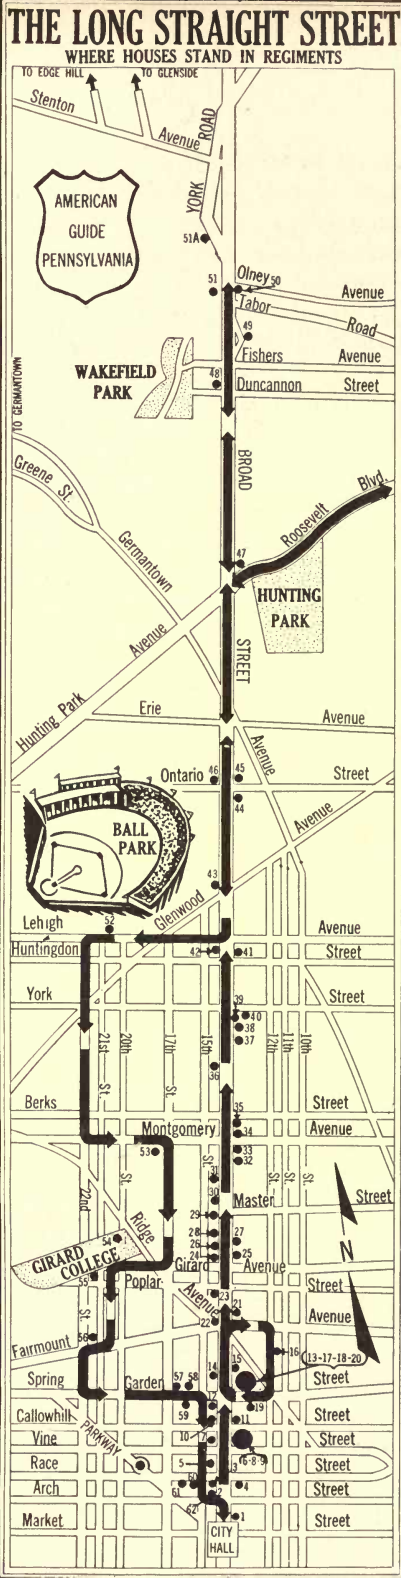 THE LONG STRAIGHT STREET
WHERE HOUSES STAND IN REGIMENTS
TO EDGE HILL
TO GLENSIDE
Stenton
Avenue
ROAD
YORK
AMERICAN
GUIDE
PENNSYLVANIA
51A
51
Olney
50
Avenue
Tabor
Road
49
Fishers
Avenue
WAKEFIELD
PARK
48
Duncannon
Street
TO GERMANTOWN
BROAD
Greene St.
Roosevelt
Blvd.
Germantown
47
HUNTING
PARK
Avenue
STREET
Hunting Park
Erie
Avenue
Avenue
Ontario
46
45
Street
44
Avenue
BALL
PARK
43
Glenwood
Lehigh
52
Avenue
Huntingdon
42
41
Street
York
39
Street
40
38
37
21st
20th
17th
15th
12th
11th
10th
36
St.
St.
Berks
35
Street
Montgomery
34
Avenue
53
33
32
St.
St.
St.
St.
31
22nd
30
Master
Street
29
Ridge
28
27
54
26
GIRARD
COLLEGE
Girard
24
25
Avenue
55
Poplar
Street
23
Avenue
21
St.
22
Avenue
56
16
Fairmount
15
13-17-18-20
Spring
Garden
57
58
14
Street
12
19
Callowhill
59
11
Street
PARKWAY
Vine
10
7
Street
6-8-9
Race
5
3
Street
60
Arch
61
2
4
Street
62
Market
1
Street
CITY
HALL
N